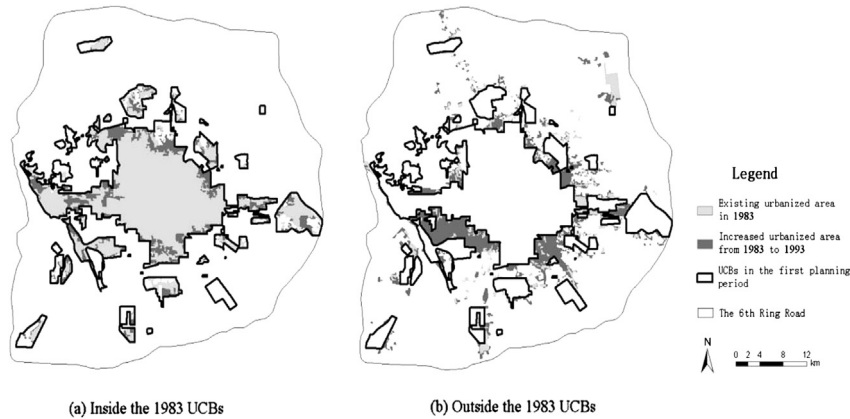 Legend
Existing urbanized area
in 1983
Increased urbanized area
from 1983 to 1993
UCBs in the first planning
period
The 6th Ring Road
N
0 2 4 8 12
km
(a) Inside the 1983 UCBs
(b) Outside the 1983 UCBs